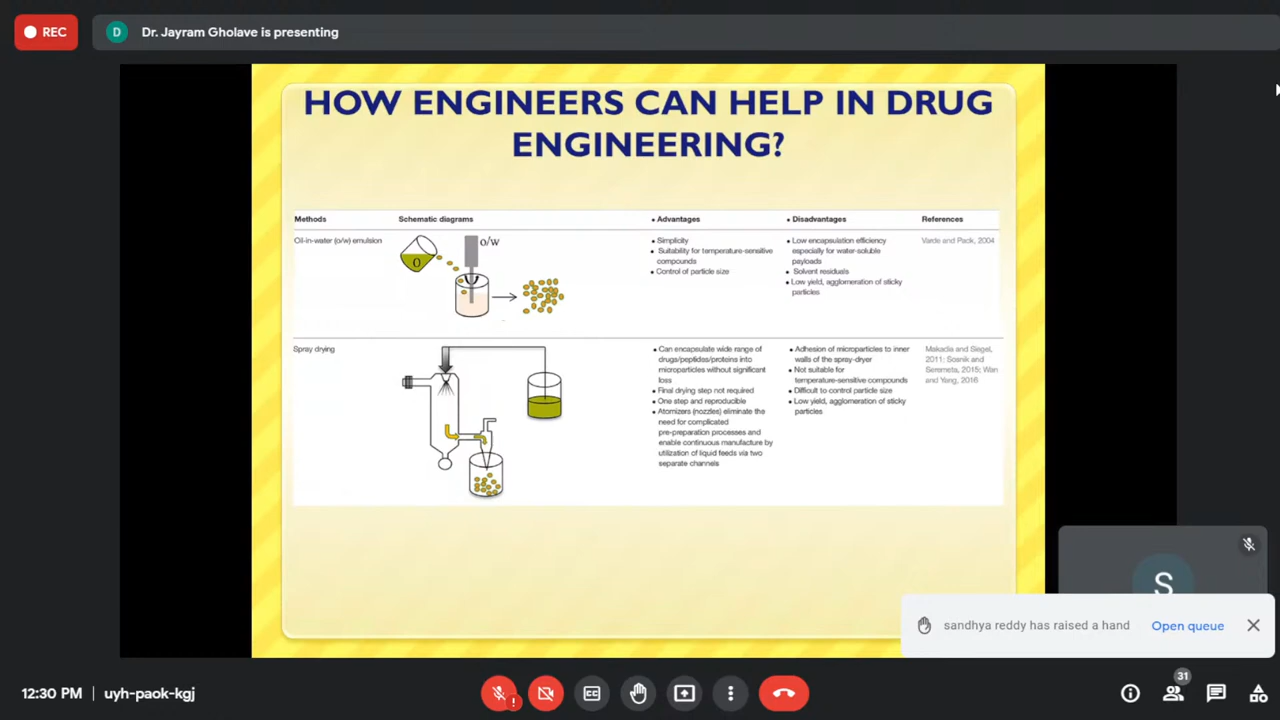 REC
D
Dr. Jayram Gholave is presenting
HOW ENGINEERS CAN HELP IN DRUG
ENGINEERING?
Methods
Schematic diagrams
• Advantages
• Disadvantages
References
Oil-in-water (o/w) emulsion
o/w
O
• Simplicity
• Suitability for temperature-sensitive
compounds
• Control of particle size
• Low encapsulation efficiency
especially for water-soluble
payloads
• Solvent residuals
• Low yield, agglomeration of sticky
particles
Varde and Pack, 2004
Spray drying
• Can encapsulate wide range of
drugs/peptides/proteins into
microparticles without significant
loss
• Final drying step not required
• One step and reproducible
• Atomizers (nozzles) eliminate the
need for complicated
pre-preparation processes and
enable continuous manufacture by
utilization of liquid feeds via two
separate channels
• Adhesion of microparticles to inner
walls of the spray-dryer
• Not suitable for
temperature-sensitive compounds
• Difficult to control particle size
• Low yield, agglomeration of sticky
particles
Makadia and Siegel,
2011; Sosnik and
Seremeta, 2015; Wan
and Yang, 2016
S
sandhya reddy has raised a hand
Open queue
12:30 PM
uyh-paok-kgj
CC
31